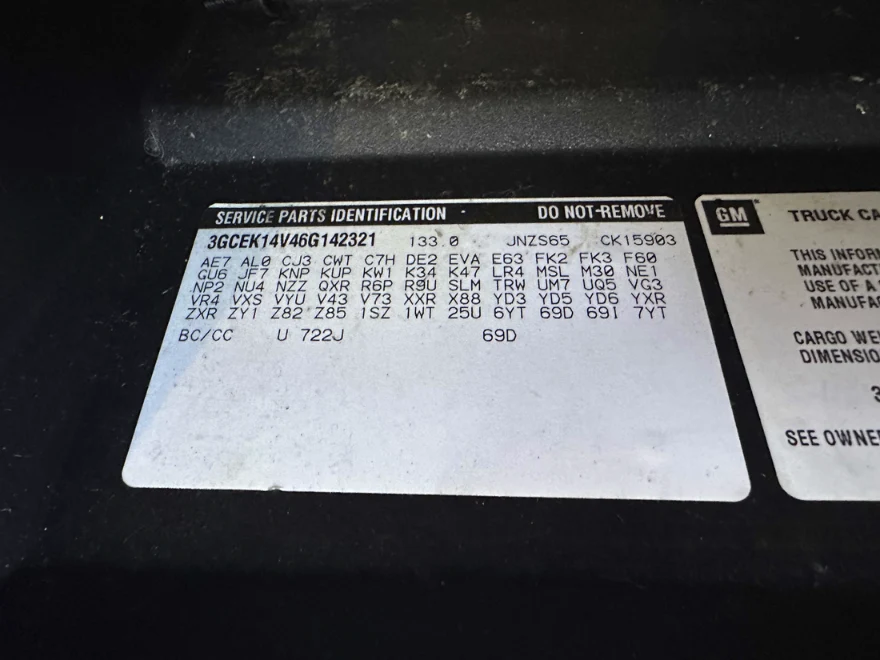 SERVICE PARTS IDENTIFICATION - DO NOT-REMOVE
3GCEK14V46G142321 133.0 JNZS65 CK15903
AE7 AL0 CJ3 CWT C7H DE2 EVA E63 FK2 FK3 F60
GU6 JF7 KNP KUP KW1 K34 K47 LR4 MSL M30 NE1
NP2 NU4 NZZ QXR R6P R9U SLM TRW UM7 UQ5 VG3
VR4 VXS VYU V43 V73 XXR X88 YD3 YD5 YD6 YXR
ZXR ZY1 Z82 Z85 1SZ 1WT 25U 6YT 69D 69I 7YT
BC/CC U 722J 69D
GM
TRUCK CA
THIS INFOR
MANUFACT
USE OF A
MANUFA
CARGO WEI
DIMENSIO
3
SEE OWNE